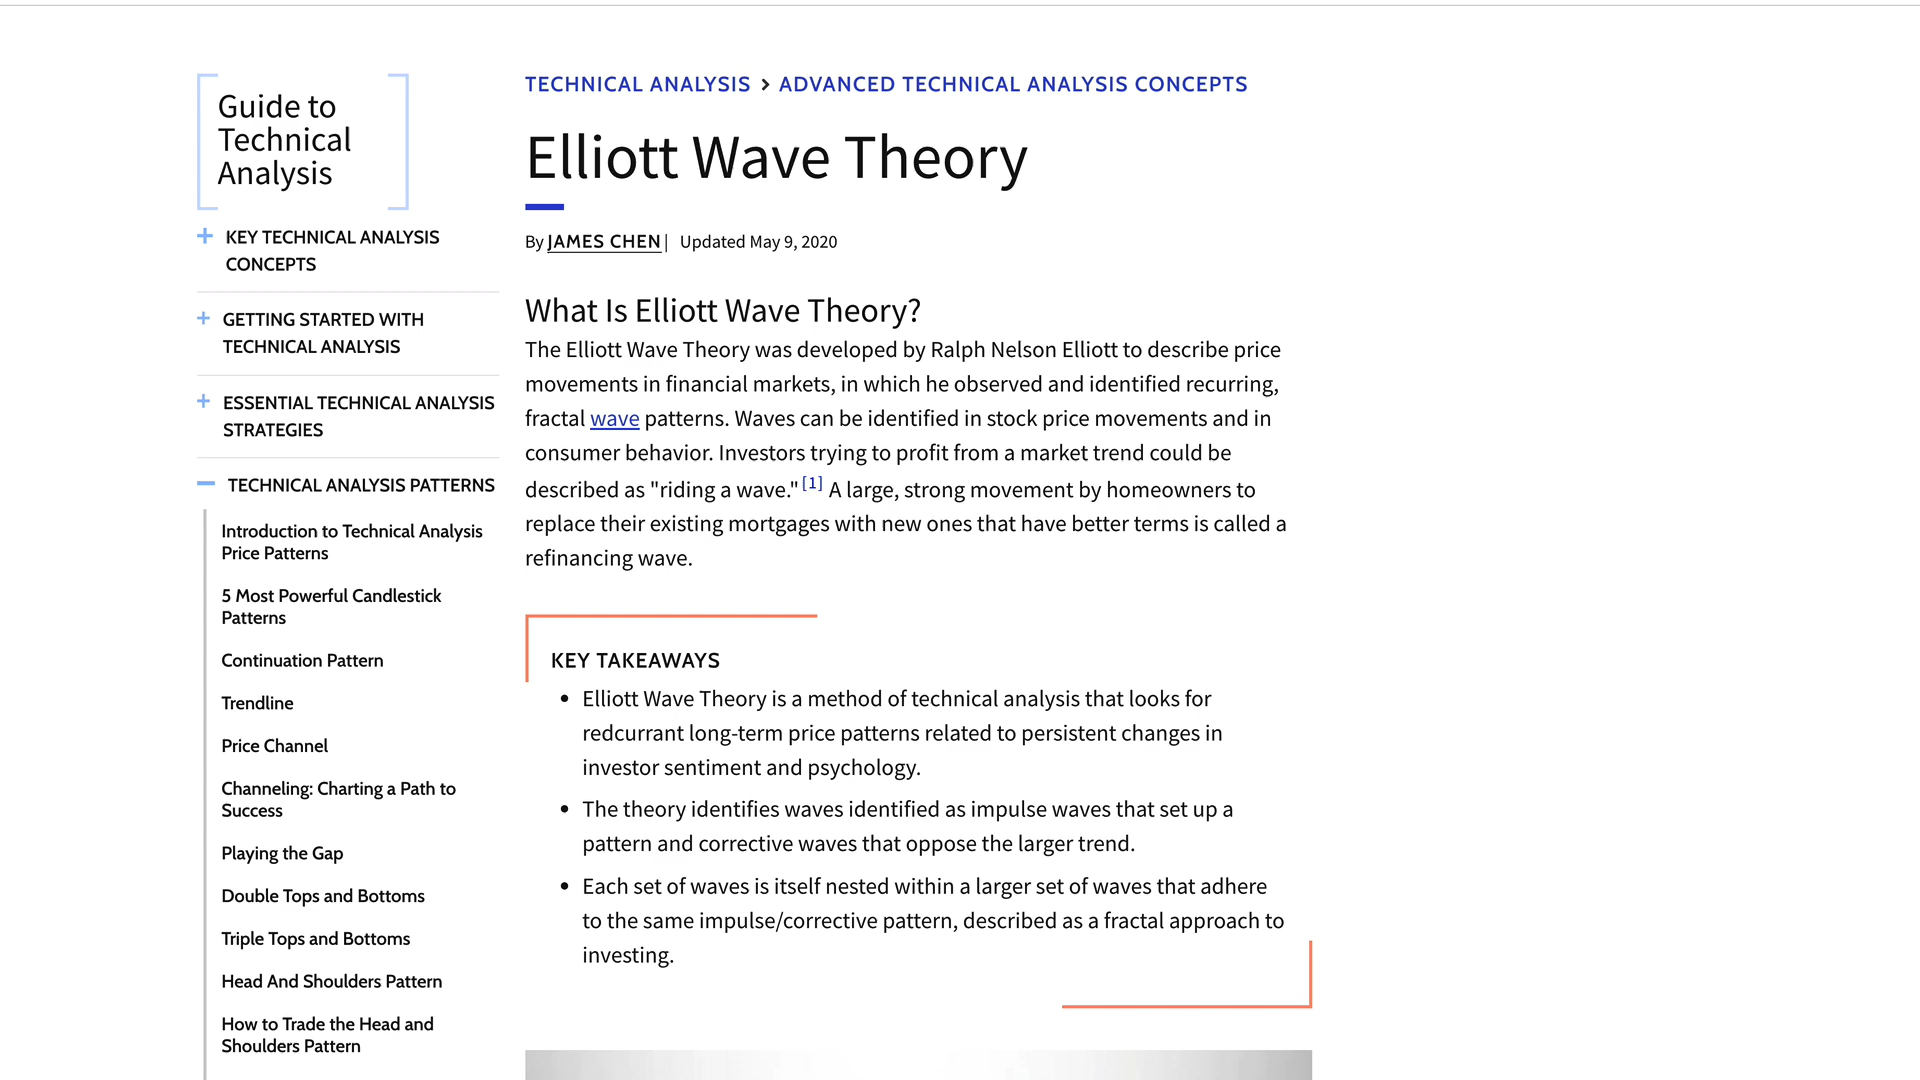 Guide to
Technical
Analysis
+ KEY TECHNICAL ANALYSIS
CONCEPTS
+ GETTING STARTED WITH
TECHNICAL ANALYSIS
+ ESSENTIAL TECHNICAL ANALYSIS
STRATEGIES
− TECHNICAL ANALYSIS PATTERNS
Introduction to Technical Analysis
Price Patterns
5 Most Powerful Candlestick
Patterns
Continuation Pattern
Trendline
Price Channel
Channeling: Charting a Path to
Success
Playing the Gap
Double Tops and Bottoms
Triple Tops and Bottoms
Head And Shoulders Pattern
How to Trade the Head and
Shoulders Pattern
TECHNICAL ANALYSIS > ADVANCED TECHNICAL ANALYSIS CONCEPTS
Elliott Wave Theory
By JAMES CHEN | Updated May 9, 2020
What Is Elliott Wave Theory?
The Elliott Wave Theory was developed by Ralph Nelson Elliott to describe price
movements in financial markets, in which he observed and identified recurring,
fractal wave patterns. Waves can be identified in stock price movements and in
consumer behavior. Investors trying to profit from a market trend could be
described as "riding a wave." [1] A large, strong movement by homeowners to
replace their existing mortgages with new ones that have better terms is called a
refinancing wave.
KEY TAKEAWAYS
• Elliott Wave Theory is a method of technical analysis that looks for
redcurrant long-term price patterns related to persistent changes in
investor sentiment and psychology.
• The theory identifies waves identified as impulse waves that set up a
pattern and corrective waves that oppose the larger trend.
• Each set of waves is itself nested within a larger set of waves that adhere
to the same impulse/corrective pattern, described as a fractal approach to
investing.